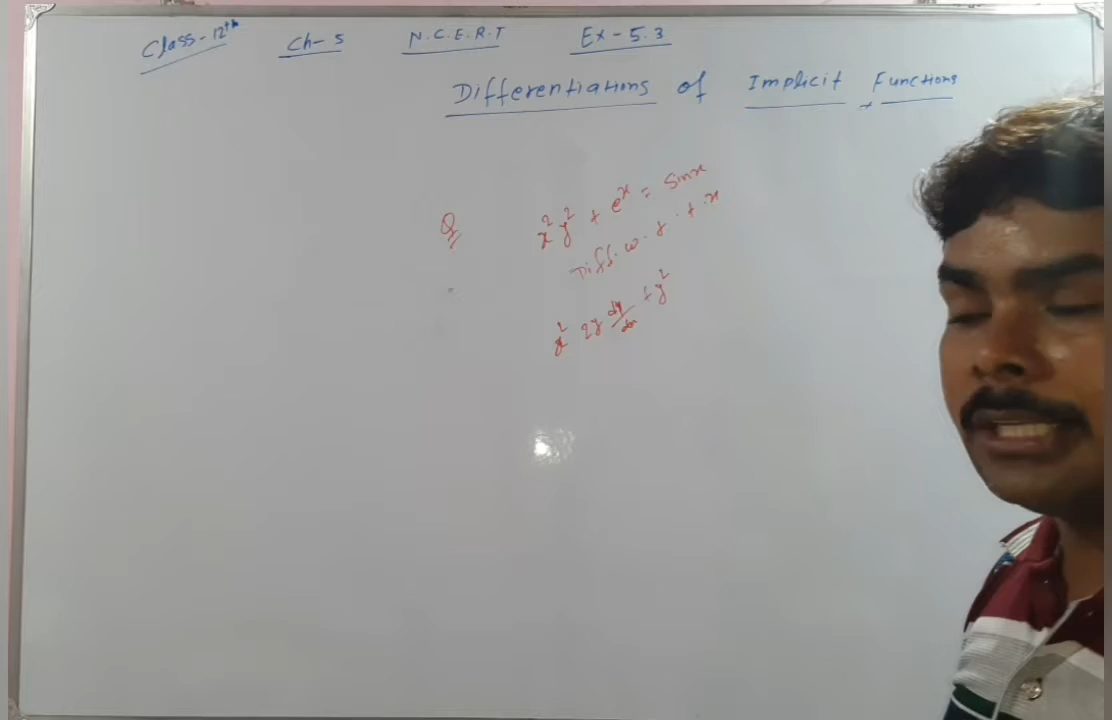 Class-12th Ch-5 N.C.E.R.T Ex-5.3
Differentiations of Implicit Functions
Q x²y² + eˣ = Sinx
Diff. w.r.t.x
x² 2y dy/dx + y²